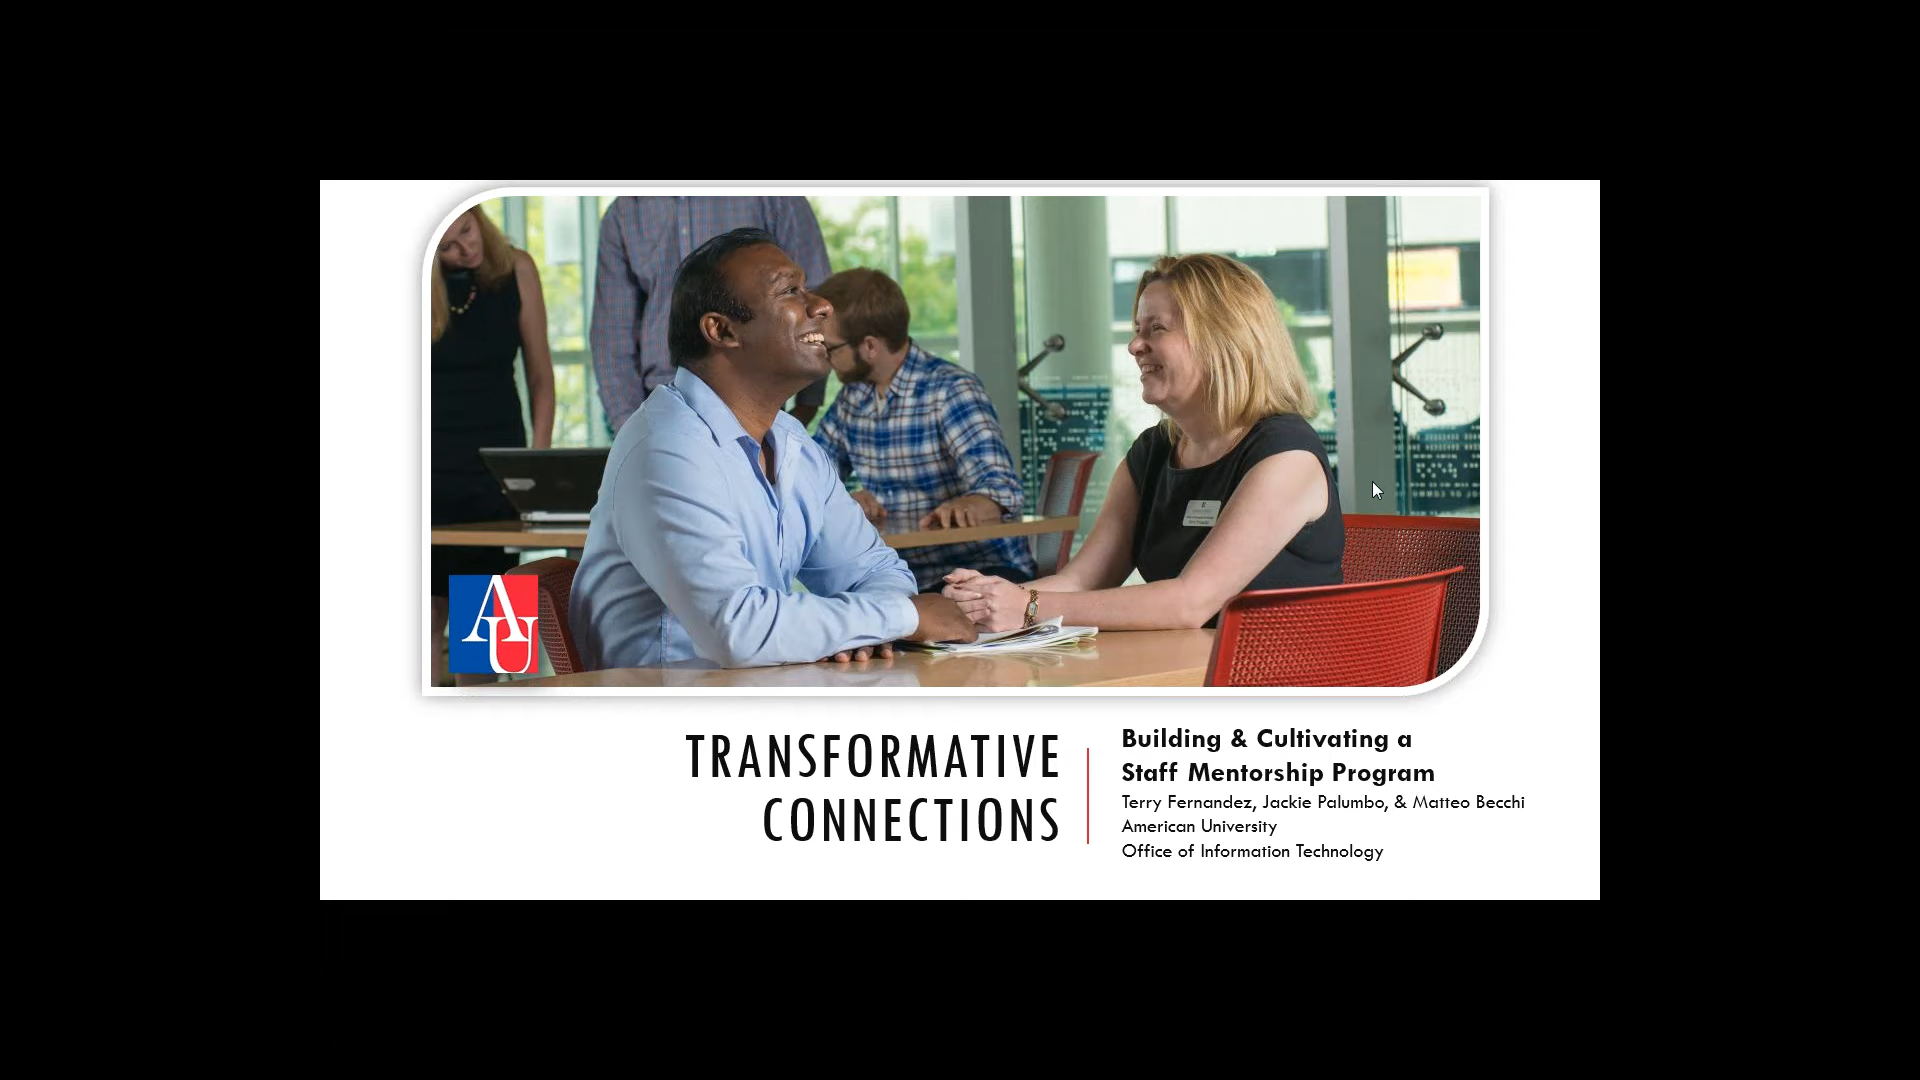 AU
TRANSFORMATIVE
CONNECTIONS
Building & Cultivating a
Staff Mentorship Program
Terry Fernandez, Jackie Palumbo, & Matteo Becchi
American University
Office of Information Technology